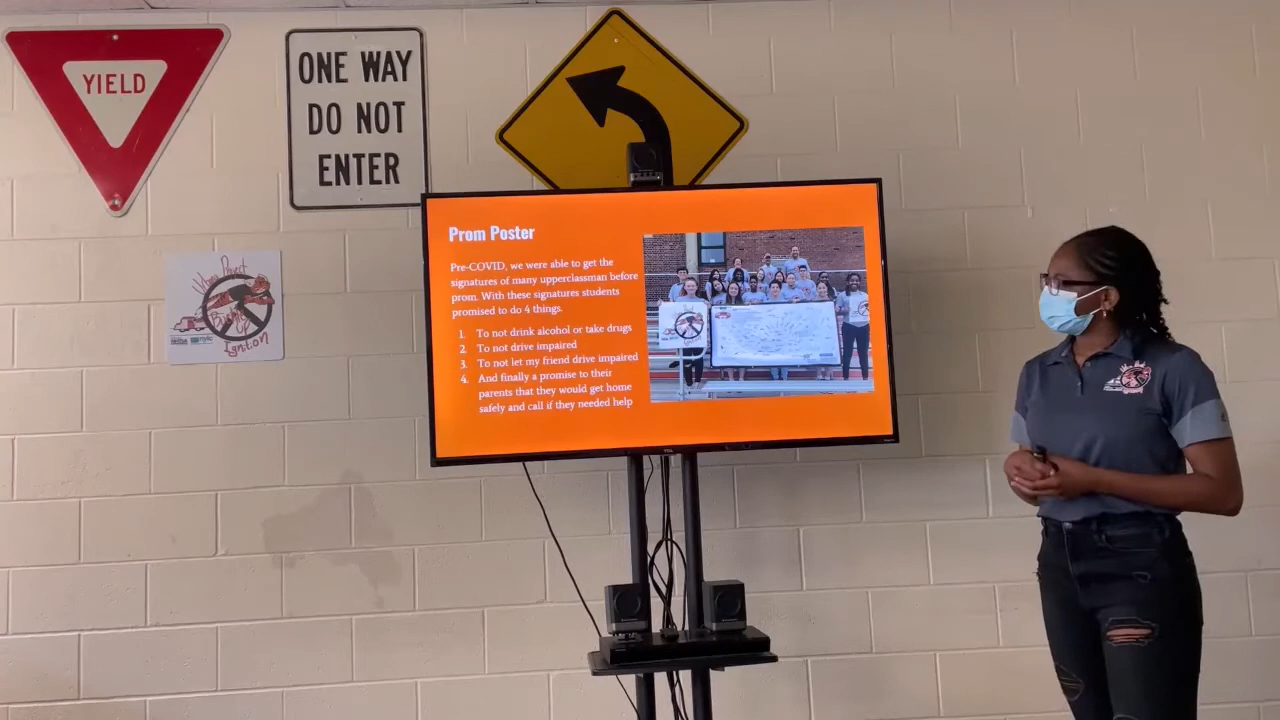 YIELD
ONE WAY
DO NOT
ENTER
Prom Poster
Pre-COVID, we were able to get the
signatures of many upperclassman before
prom. With these signatures students
promised to do 4 things.
1. To not drink alcohol or take drugs
2. To not drive impaired
3. To not let my friend drive impaired
4. And finally a promise to their
parents that they would get home
safely and call if they needed help
Ignition
TCL